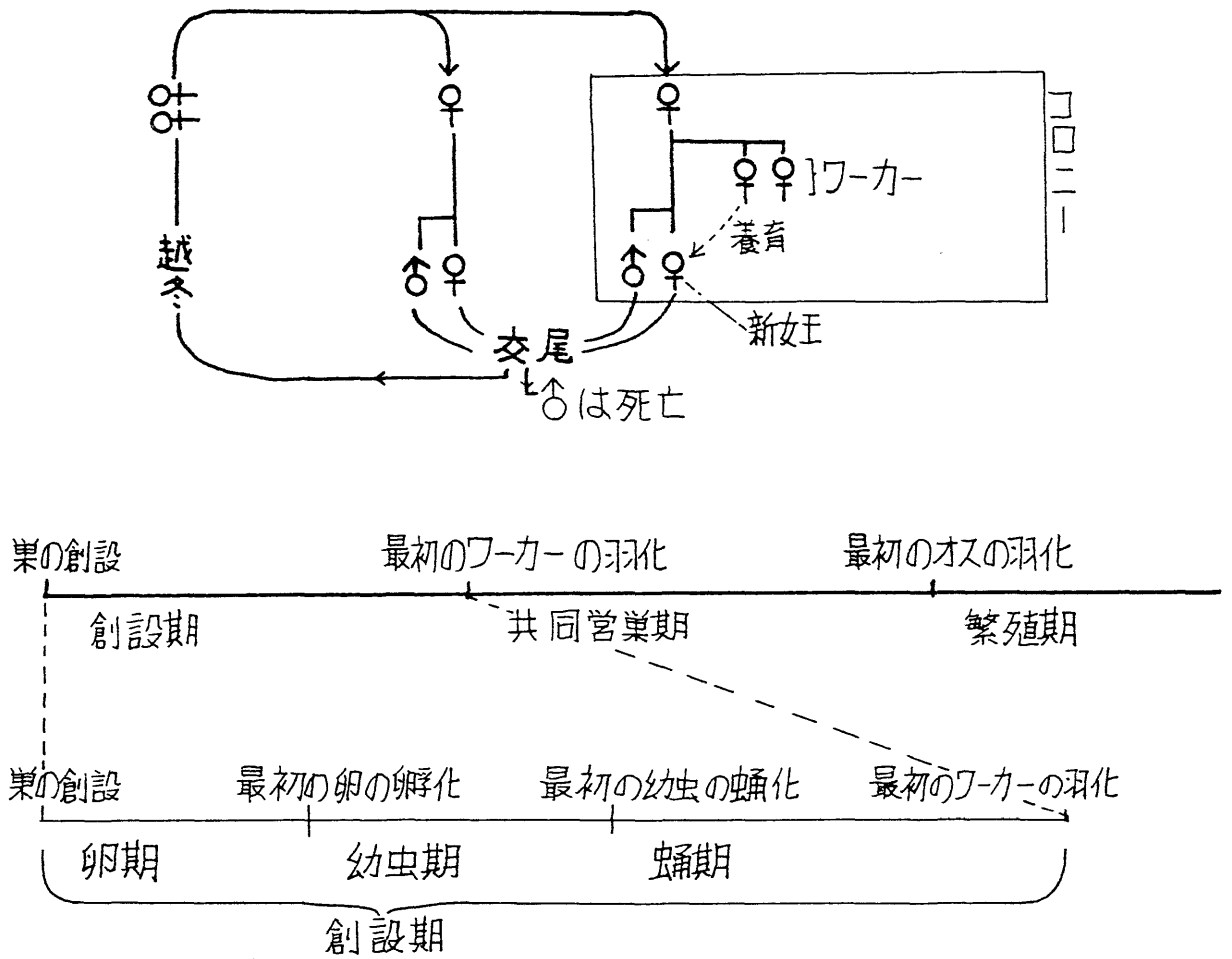 コロニー
ワーカー
養育
越冬
新女王
交尾
♂は死亡
巣の創設 最初のワーカーの羽化 最初のオスの羽化
創設期 共同営巣期 繁殖期
巣の創設 最初の卵の孵化 最初の幼虫の蛹化 最初のワーカーの羽化
卵期 幼虫期 蛹期
創設期